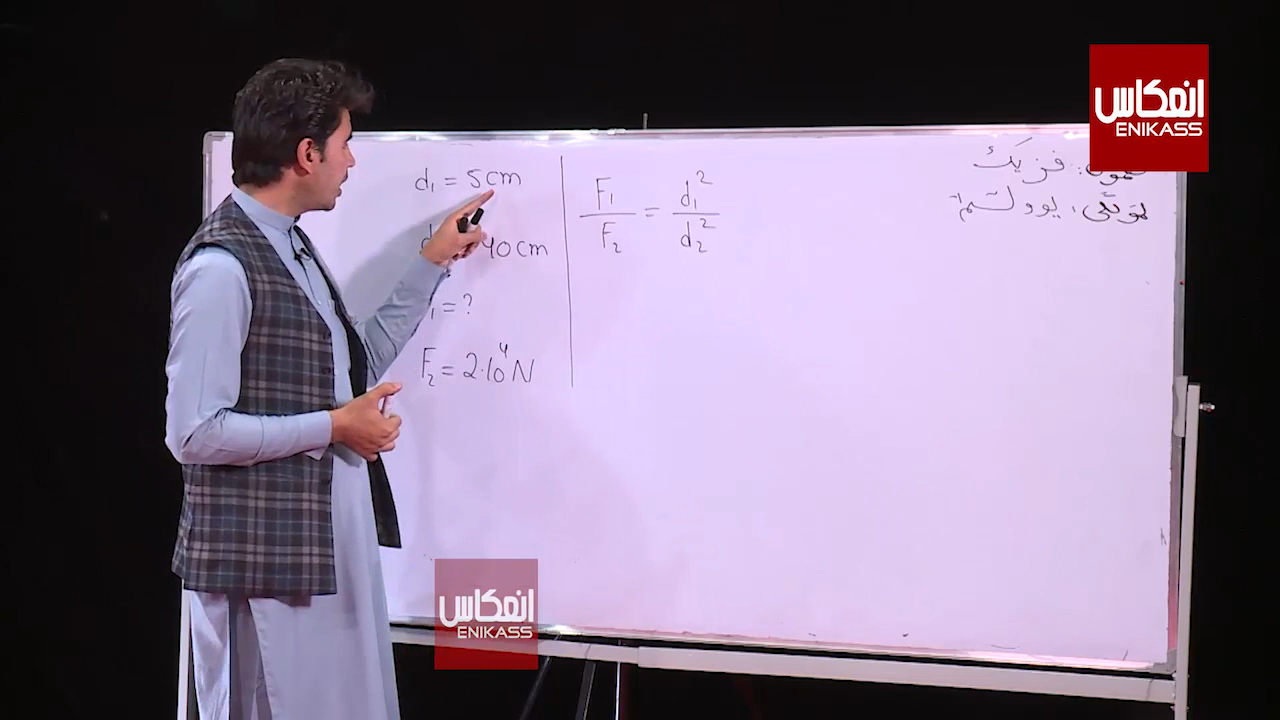 انعکاس
ENIKASS
فزیک
d₁ = 5cm
40cm
= ?
F₂ = 2·10⁴N
F₁/F₂ = d₁²/d₂²
انعکاس
ENIKASS